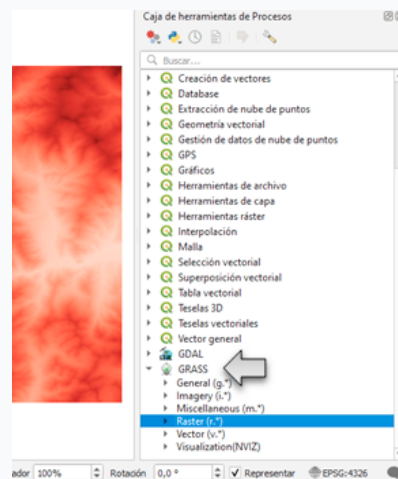 Caja de herramientas de Procesos
Buscar...
Creación de vectores
Database
Extracción de nube de puntos
Geometría vectorial
Gestión de datos de nube de puntos
GPS
Gráficos
Herramientas de archivo
Herramientas de capa
Herramientas ráster
Interpolación
Malla
Selección vectorial
Superposición vectorial
Tabla vectorial
Teselas 3D
Teselas vectoriales
Vector general
GDAL
GRASS
General (g.*)
Imagery (i.*)
Miscellaneous (m.*)
Raster (r.*)
Vector (v.*)
Visualization(NVIZ)
ador 100% Rotación 0,0 ° Representar EPSG:4326